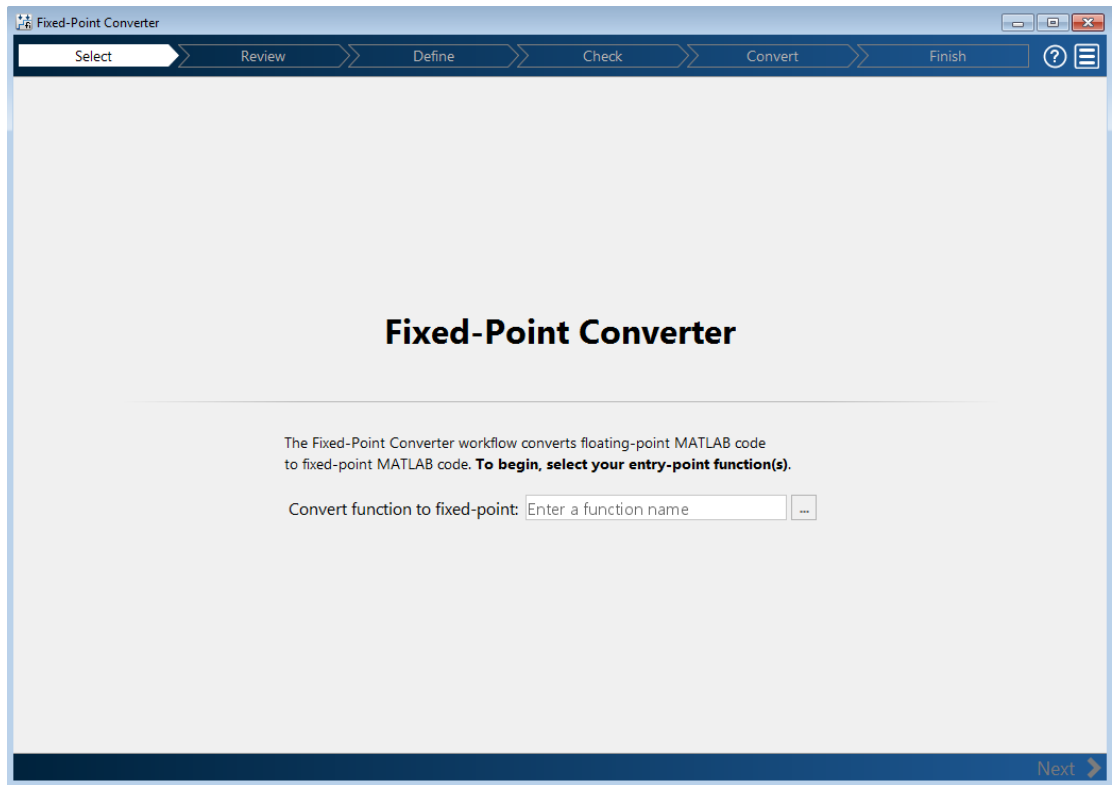 Fixed-Point Converter
Select Review Define Check Convert Finish
Fixed-Point Converter
The Fixed-Point Converter workflow converts floating-point MATLAB code
to fixed-point MATLAB code. To begin, select your entry-point function(s).
Convert function to fixed-point: Enter a function name ...
Next